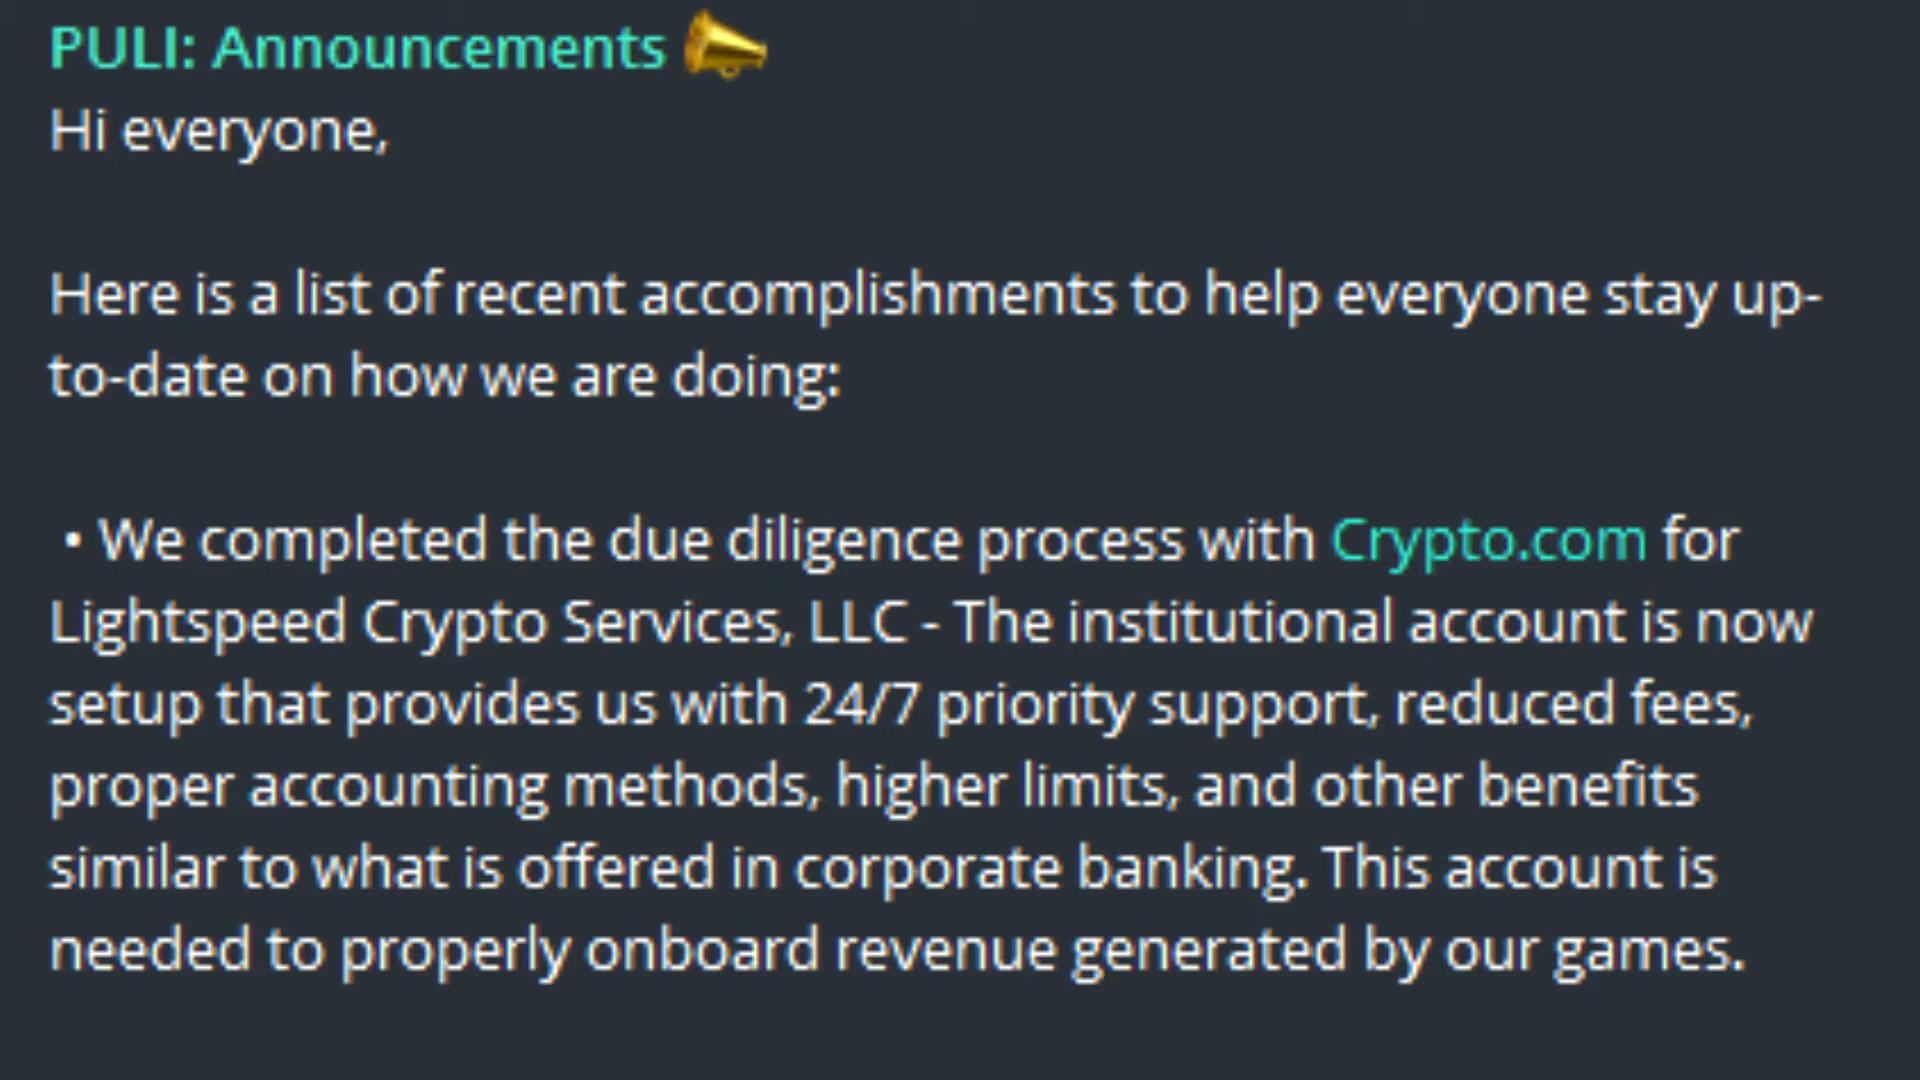 PULI: Announcements
Hi everyone,
Here is a list of recent accomplishments to help everyone stay up-
to-date on how we are doing:
• We completed the due diligence process with Crypto.com for
Lightspeed Crypto Services, LLC - The institutional account is now
setup that provides us with 24/7 priority support, reduced fees,
proper accounting methods, higher limits, and other benefits
similar to what is offered in corporate banking. This account is
needed to properly onboard revenue generated by our games.